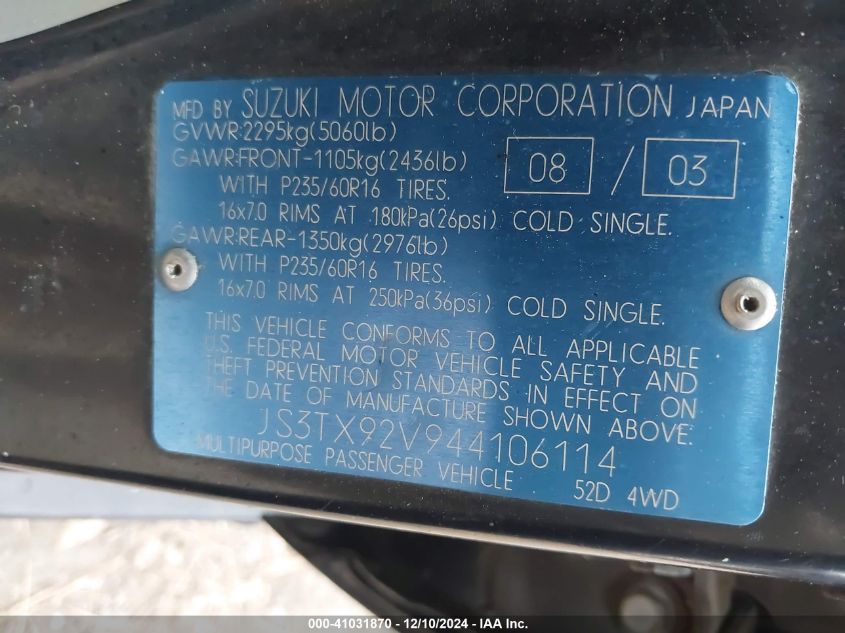 MFD BY SUZUKI MOTOR CORPORATION JAPAN
GVWR:2295kg(5060lb)
GAWR:FRONT-1105kg(2436lb)
08 / 03
WITH P235/60R16 TIRES.
16x7.0 RIMS AT 180kPa(26psi) COLD SINGLE.
GAWR:REAR-1350kg(2976lb)
WITH P235/60R16 TIRES.
16x7.0 RIMS AT 250kPa(36psi) COLD SINGLE.
THIS VEHICLE CONFORMS TO ALL APPLICABLE
U.S. FEDERAL MOTOR VEHICLE SAFETY AND
THEFT PREVENTION STANDARDS IN EFFECT ON
THE DATE OF MANUFACTURE SHOWN ABOVE.
JS3TX92V944106114
MULTIPURPOSE PASSENGER VEHICLE 52D 4WD
000-41031870 - 12/10/2024 - IAA Inc.